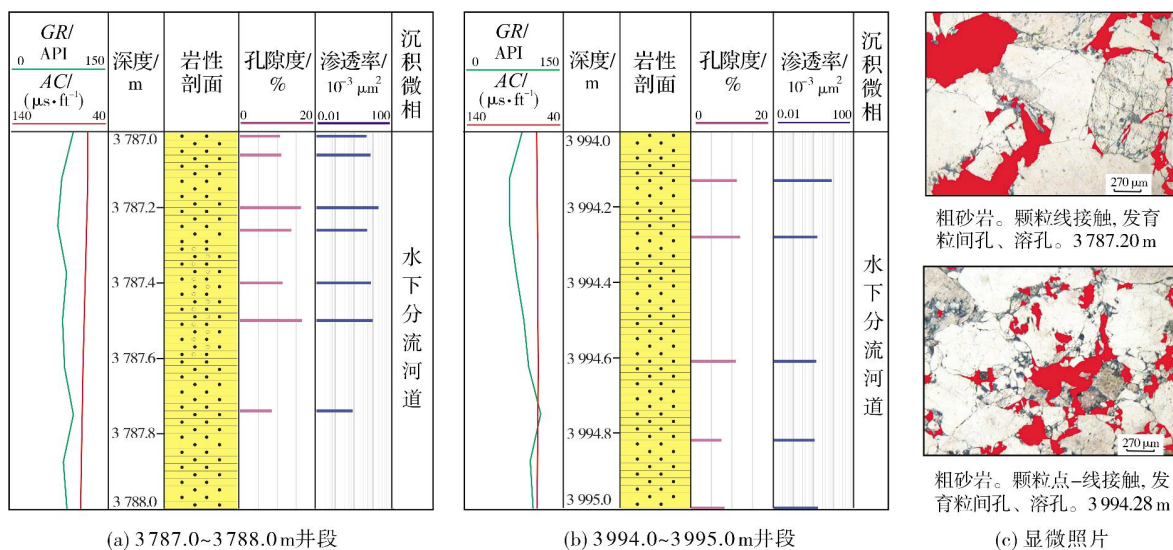 GR/
API
0 150
AC/
(μs·ft⁻¹)
140 40
深度/
m
岩性
剖面
孔隙度/
%
0 20
渗透率/
10⁻³ μm²
0.01 100
沉积微相
3 787.0
3 787.2
3 787.4
3 787.6
3 787.8
3 788.0
水下分流河道
(a) 3 787.0~3 788.0 m井段
GR/
API
0 150
AC/
(μs·ft⁻¹)
140 40
深度/
m
岩性
剖面
孔隙度/
%
0 20
渗透率/
10⁻³ μm²
0.01 100
沉积微相
3 994.0
3 994.2
3 994.4
3 994.6
3 994.8
3 995.0
水下分流河道
(b) 3 994.0~3 995.0 m井段
270 μm
粗砂岩。颗粒线接触, 发育
粒间孔、溶孔。3 787.20 m
270 μm
粗砂岩。颗粒点–线接触, 发
育粒间孔、溶孔。3 994.28 m
(c) 显微照片